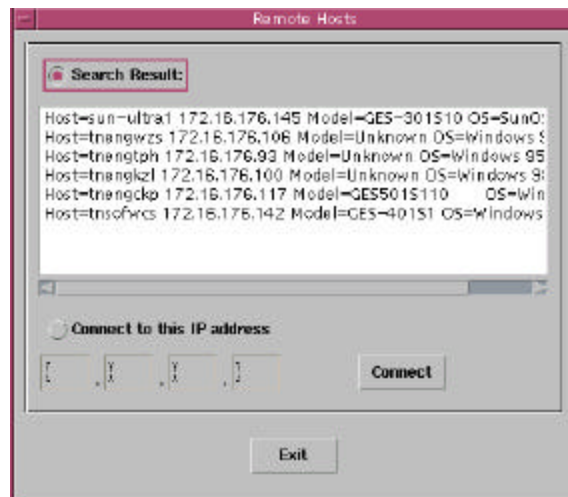 Remote Hosts
Search Result:
Host=sun-ultra1 172.16.176.145 Model=GES-301S10 OS=SunO
Host=tnengwzs 172.16.176.106 Model=Unknown OS=Windows 9
Host=tnengtph 172.16.176.93 Model=Unknown OS=Windows 95
Host=tnengkzl 172.16.176.100 Model=Unknown OS=Windows 9
Host=tnengckp 172.16.176.117 Model=GES501S110 OS=Win
Host=tnsofwcs 172.16.176.142 Model=GES-401S1 OS=Windows
Connect to this IP address
. . .
Connect
Exit